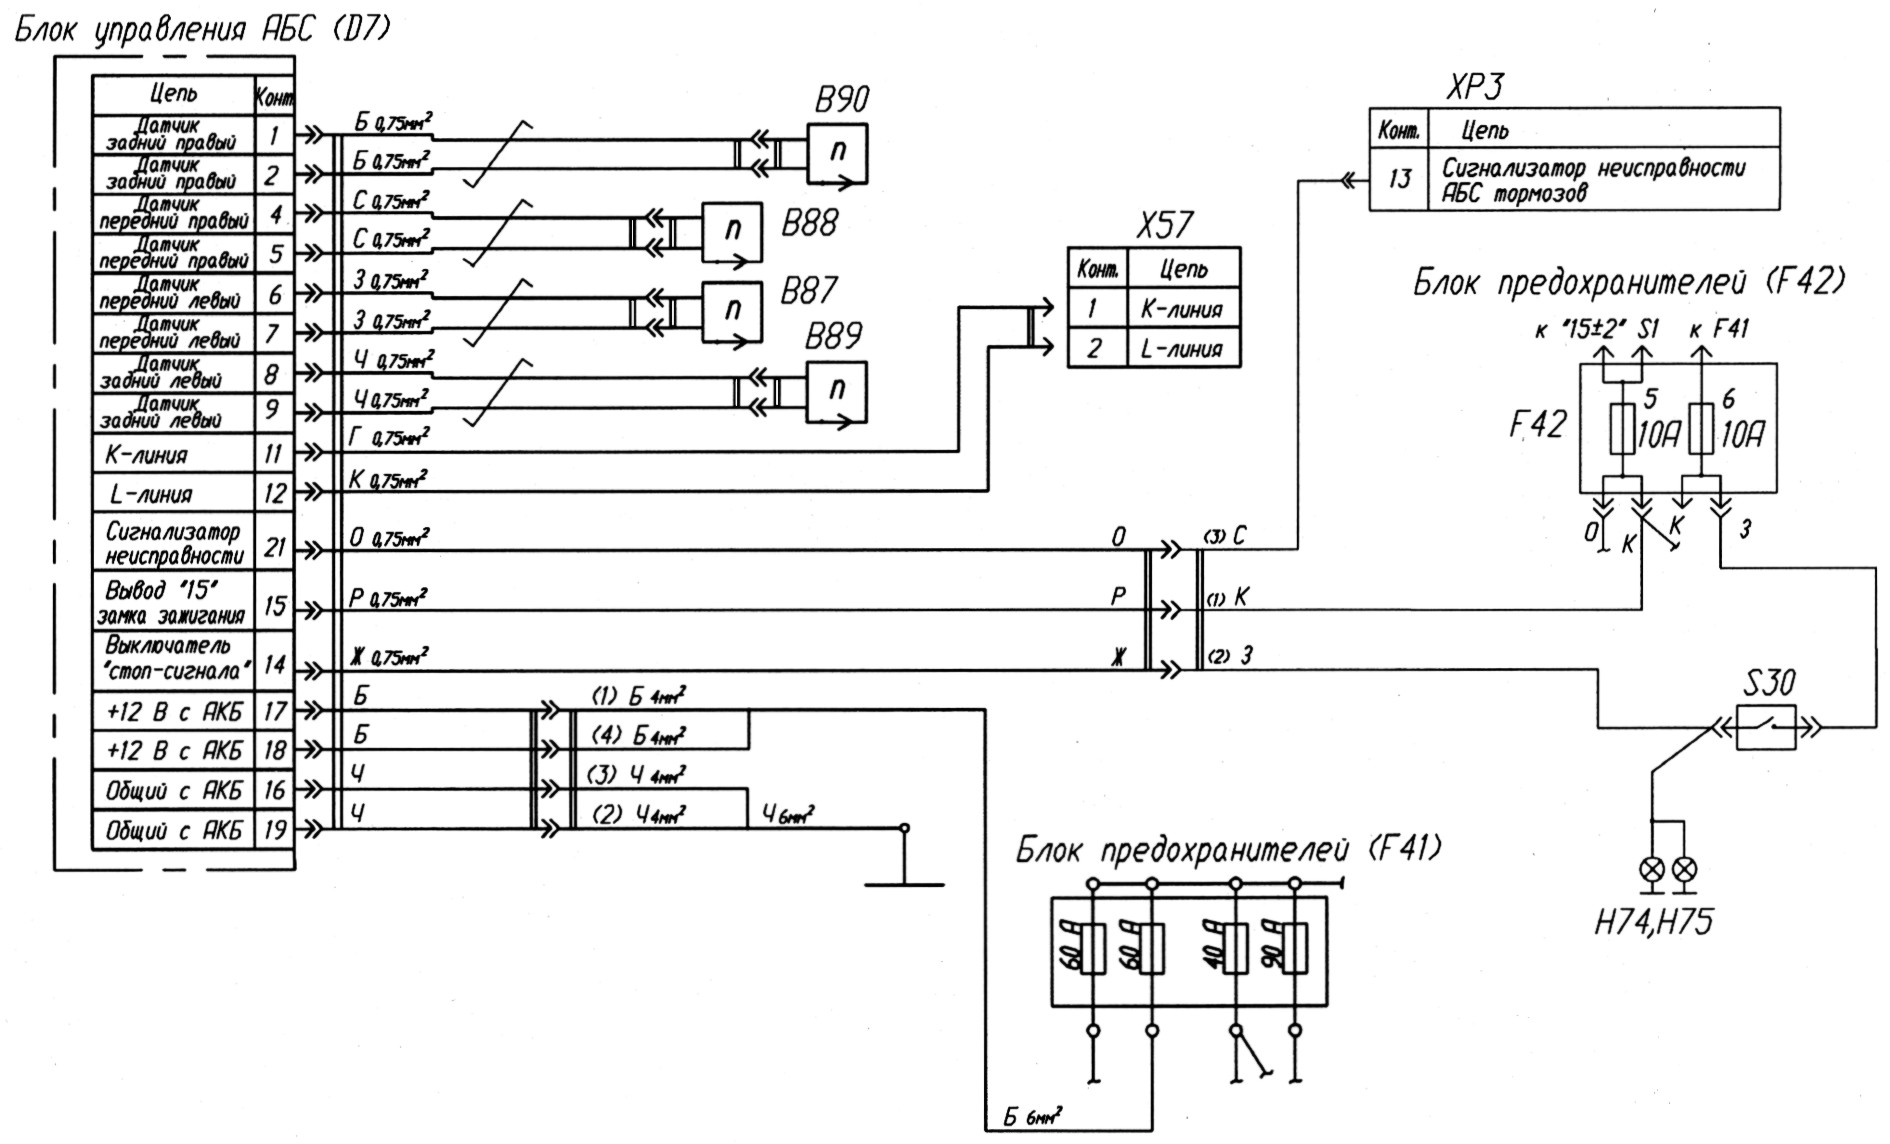 Блок управления АБС (D7)
Цепь Конт.
Датчик
задний правый 1
Датчик
задний правый 2
Датчик
передний правый 4
Датчик
передний правый 5
Датчик
передний левый 6
Датчик
передний левый 7
Датчик
задний левый 8
Датчик
задний левый 9
К-линия 11
L-линия 12
Сигнализатор
неисправности 21
Вывод "15"
замка зажигания 15
Выключатель
"стоп-сигнала" 14
+12 В с АКБ 17
+12 В с АКБ 18
Общий с АКБ 16
Общий с АКБ 19
Б 0,75мм²
Б 0,75мм²
С 0,75мм²
С 0,75мм²
З 0,75мм²
З 0,75мм²
Ч 0,75мм²
Ч 0,75мм²
Г 0,75мм²
К 0,75мм²
О 0,75мм²
Р 0,75мм²
Ж 0,75мм²
Б
Б
Ч
Ч
(1) Б 4мм²
(4) Б 4мм²
(3) Ч 4мм²
(2) Ч 4мм²
Ч 6мм²
B90
n
B88
n
B87
n
B89
n
X57
Конт. Цепь
1 К-линия
2 L-линия
О (3) С
Р (1) К
Ж (2) З
XP3
Конт. Цепь
13 Сигнализатор неисправности
АБС тормозов
Блок предохранителей (F42)
к "15±2" S1 к F41
F42
5
10А
6
10А
О
К
К
З
S30
H74,H75
Блок предохранителей (F41)
60 А
60 А
40 А
90 А
Б 6мм²